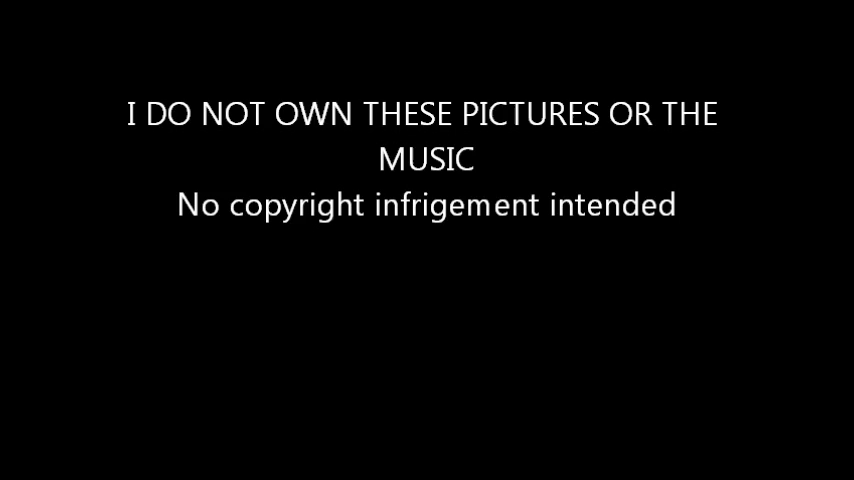 I DO NOT OWN THESE PICTURES OR THE
MUSIC
No copyright infrigement intended